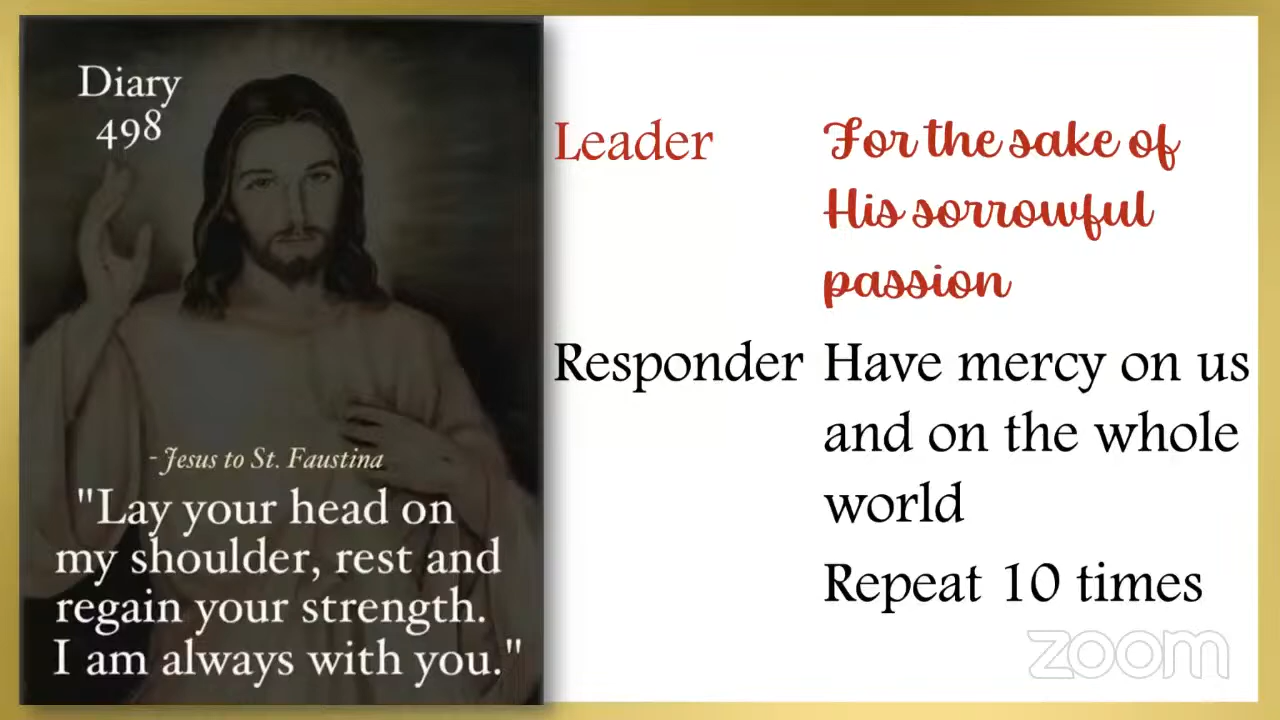 Diary
498
- Jesus to St. Faustina
"Lay your head on
my shoulder, rest and
regain your strength.
I am always with you."
Leader
For the sake of
His sorrowful
passion
Responder
Have mercy on us
and on the whole
world
Repeat 10 times
zoom